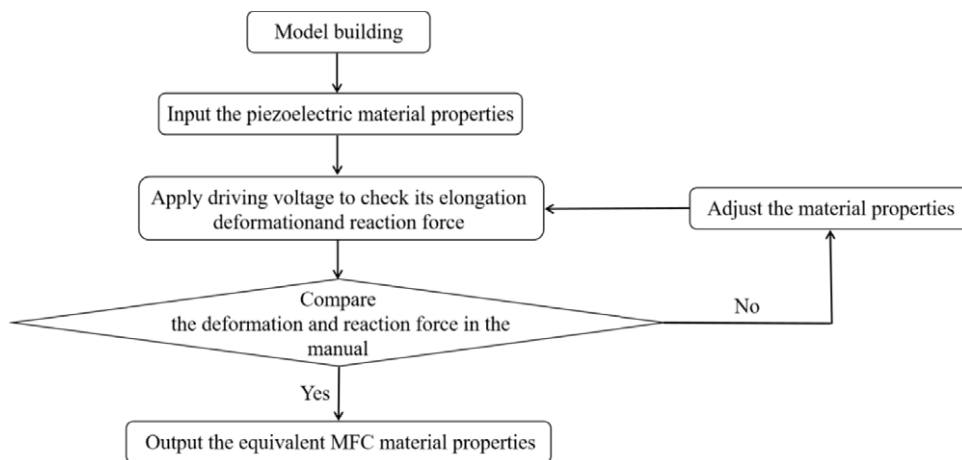 Model building
Input the piezoelectric material properties
Apply driving voltage to check its elongation
deformationand reaction force
Adjust the material properties
Compare
the deformation and reaction force in the
manual
No
Yes
Output the equivalent MFC material properties